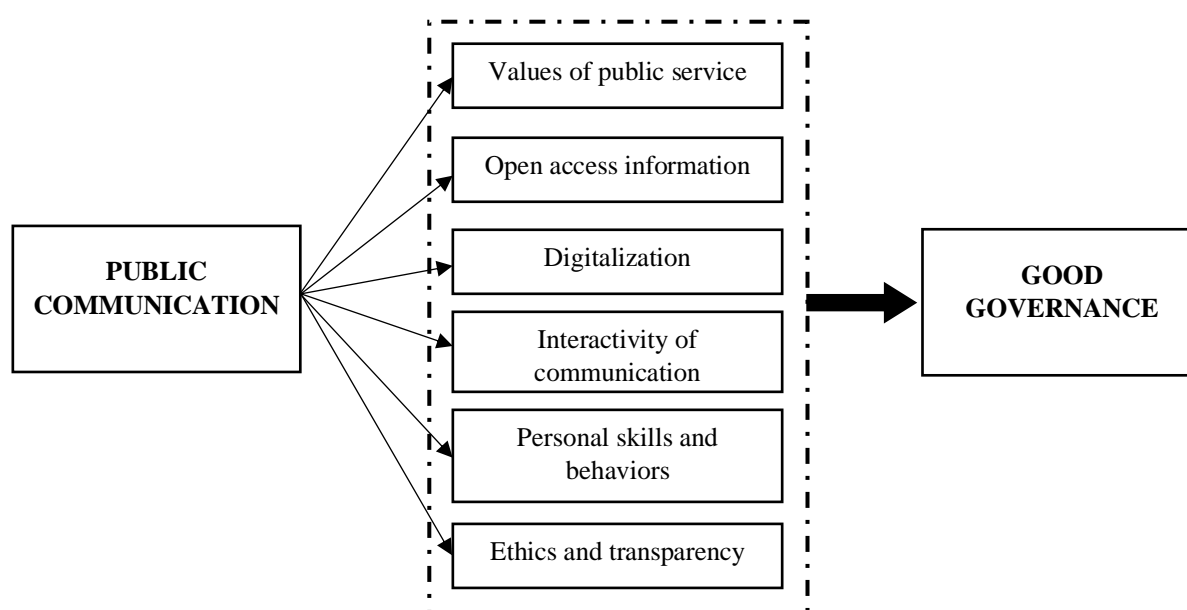 Values of public service
Open access information
Digitalization
Interactivity of
communication
Personal skills and
behaviors
Ethics and transparency
PUBLIC
COMMUNICATION
GOOD
GOVERNANCE